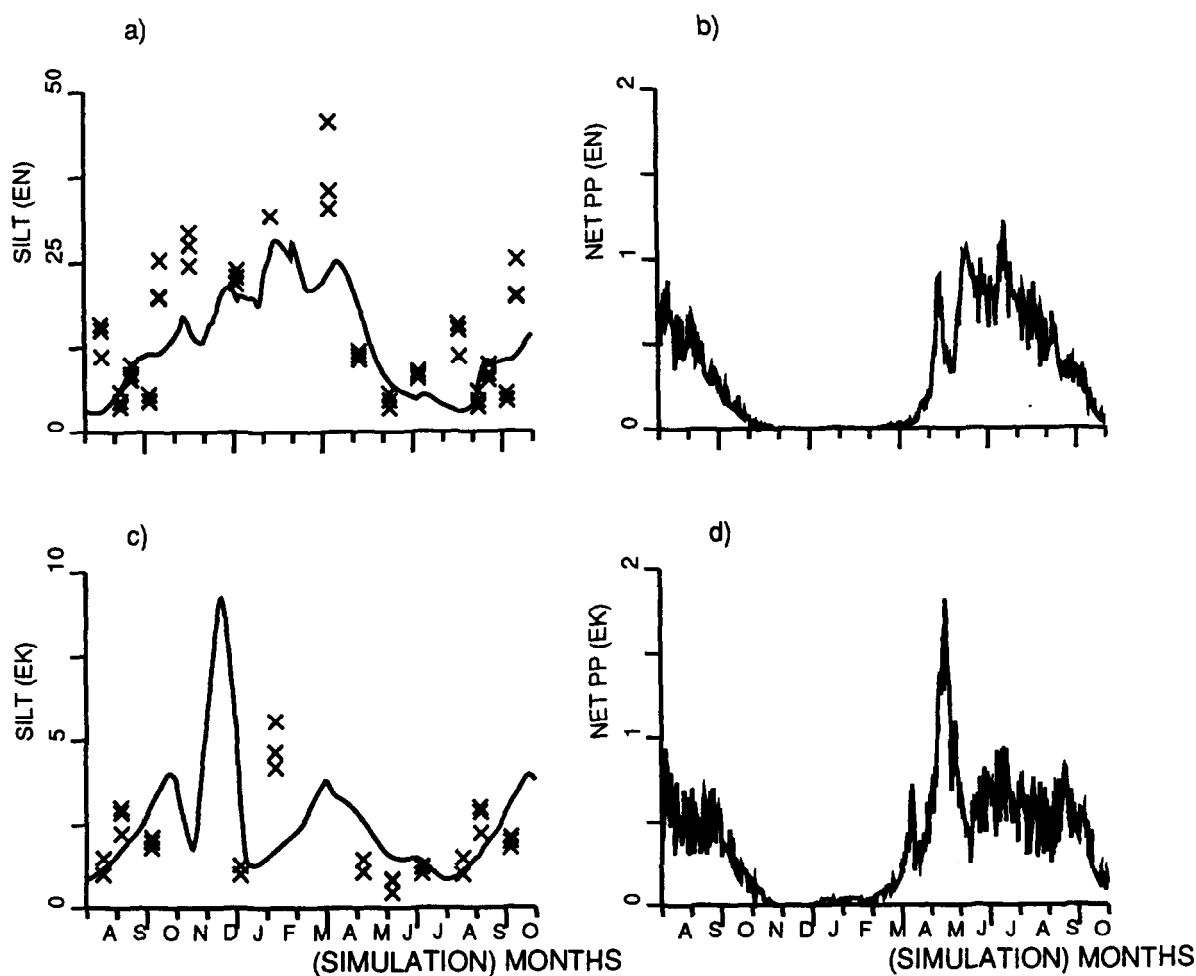 a)
50
25
0
SILT (EN)
b)
2
1
0
NET PP (EN)
c)
10
5
0
SILT (EK)
A S O N D J F M A M J J A S O
(SIMULATION) MONTHS
d)
2
1
0
NET PP (EK)
A S O N D J F M A M J J A S O
(SIMULATION) MONTHS